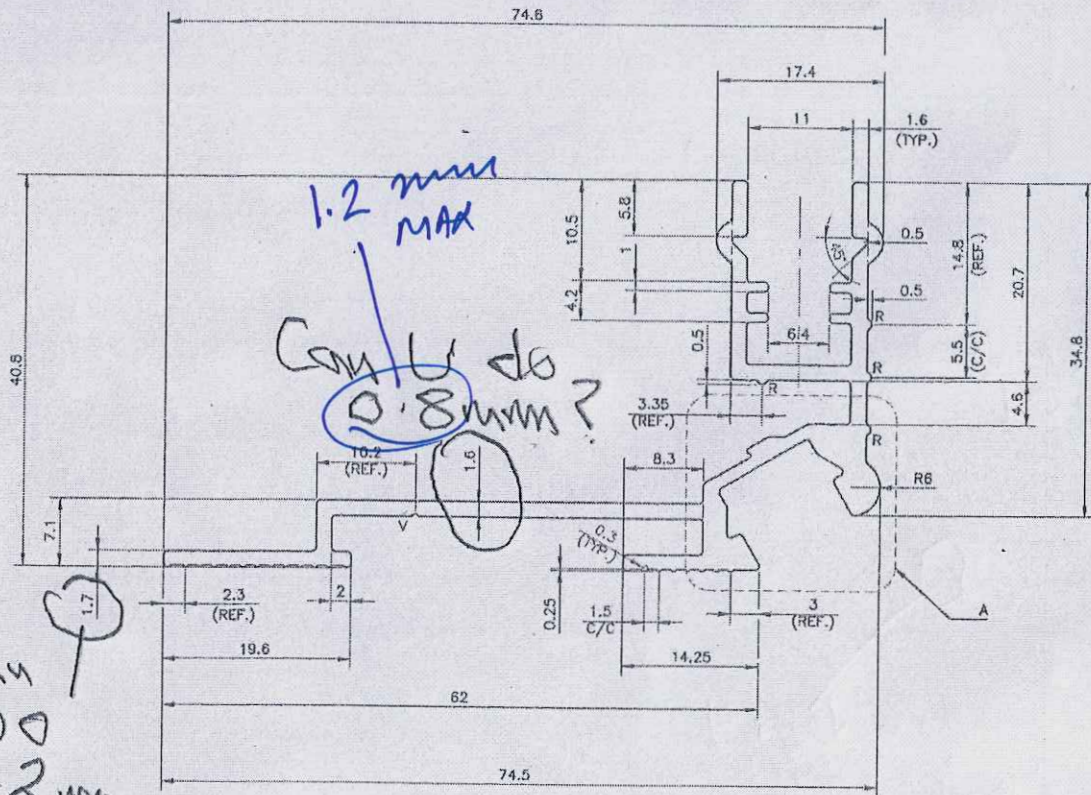 74.6
17.4
11
1.6
(TYP.)
1.2 mm
MAX
10.5
5.8
0.5
14.8
(REF.)
20.7
1
45°
4.2
0.5
0.5
R
6.4
5.5
(C/C)
34.8
40.8
Can U do
0.8mm?
R
R
4.6
3.35
(REF.)
10.2
(REF.)
1.6
8.3
R
R6
7.1
V
0.3
(TYP.)
1.7
2.3
(REF.)
2
0.25
1.5
C/C
3
(REF.)
A
19.6
14.25
62
2 mm
74.5